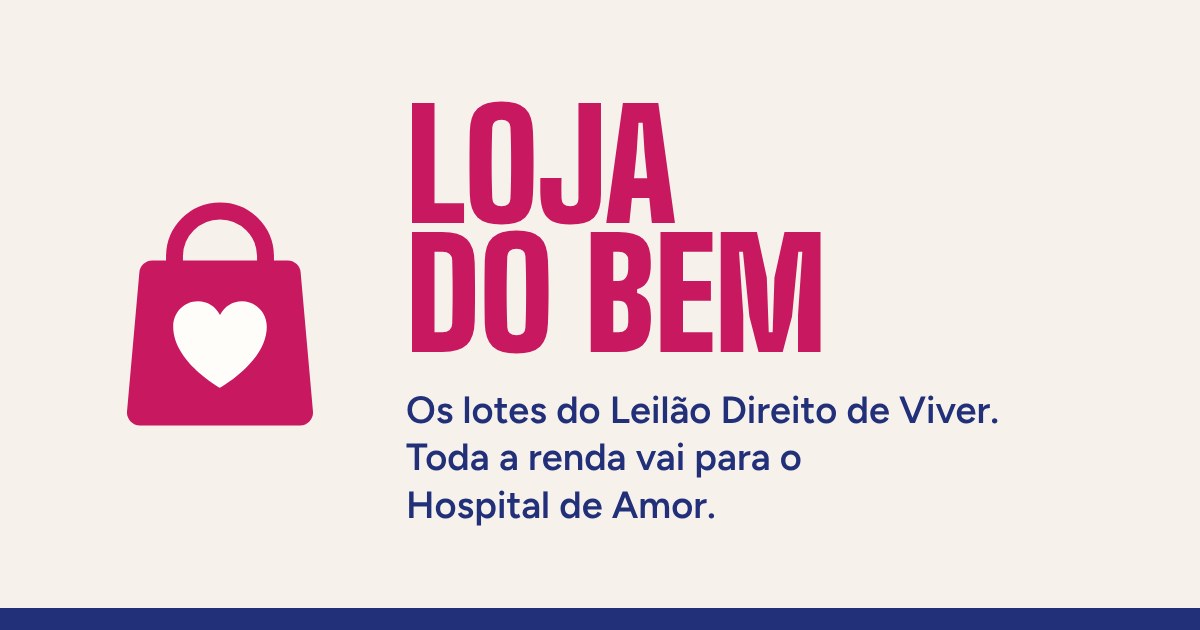 LOJA
DO BEM
Os lotes do Leilão Direito de Viver.
Toda a renda vai para o
Hospital de Amor.